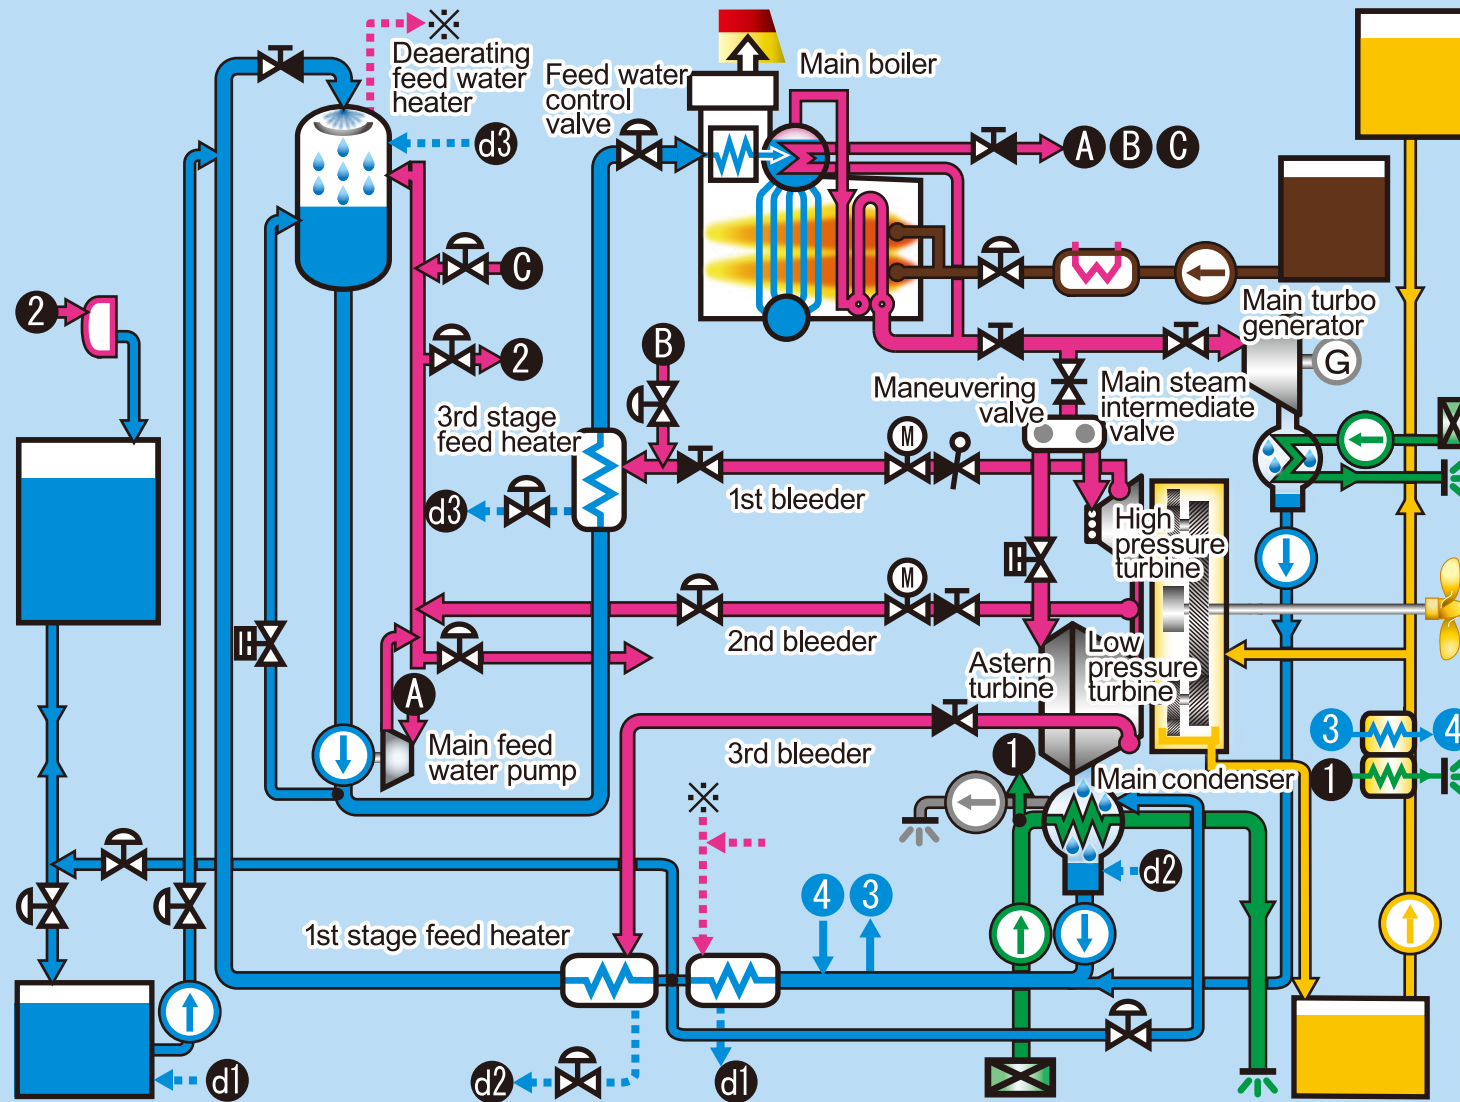 ※
Deaerating
feed water
heater
Feed water
control
valve
Main boiler
d3
A B C
C
2
2
B
3rd stage
feed heater
d3
Main turbo
generator
G
Maneuvering
valve
Main steam
intermediate
valve
M
1st bleeder
High
pressure
turbine
M
2nd bleeder
Astern
turbine
Low
pressure
turbine
A
Main feed
water pump
3rd bleeder
3
4
1
1
Main condenser
※
d2
4
3
1st stage feed heater
d1
d2
d1